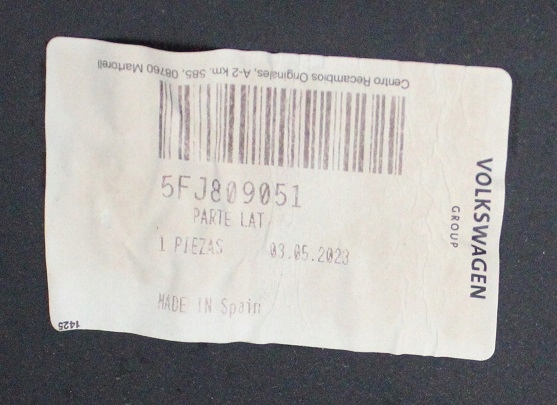 Centro Recambios Originales, A-2 km. 585, 08760 Martorell
5FJ809051
PARTE LAT
1 PIEZAS 03.05.2023
MADE IN Spain
VOLKSWAGEN
GROUP
1425